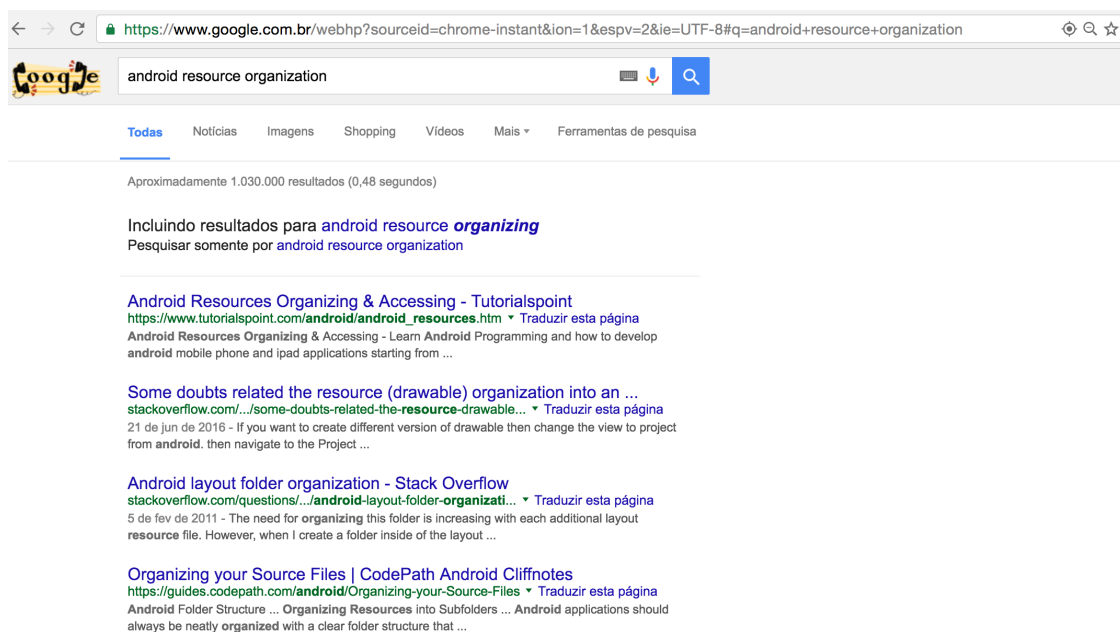 https://www.google.com.br/webhp?sourceid=chrome-instant&ion=1&espv=2&ie=UTF-8#q=android+resource+organization
Google
android resource organization
Todas Notícias Imagens Shopping Vídeos Mais Ferramentas de pesquisa
Aproximadamente 1.030.000 resultados (0,48 segundos)
Incluindo resultados para android resource organizing
Pesquisar somente por android resource organization
Android Resources Organizing & Accessing - Tutorialspoint
https://www.tutorialspoint.com/android/android_resources.htm Traduzir esta página
Android Resources Organizing & Accessing - Learn Android Programming and how to develop
android mobile phone and ipad applications starting from ...
Some doubts related the resource (drawable) organization into an ...
stackoverflow.com/.../some-doubts-related-the-resource-drawable... Traduzir esta página
21 de jun de 2016 - If you want to create different version of drawable then change the view to project
from android. then navigate to the Project ...
Android layout folder organization - Stack Overflow
stackoverflow.com/questions/.../android-layout-folder-organizati... Traduzir esta página
5 de fev de 2011 - The need for organizing this folder is increasing with each additional layout
resource file. However, when I create a folder inside of the layout ...
Organizing your Source Files | CodePath Android Cliffnotes
https://guides.codepath.com/android/Organizing-your-Source-Files Traduzir esta página
Android Folder Structure ... Organizing Resources into Subfolders ... Android applications should
always be neatly organized with a clear folder structure that ...